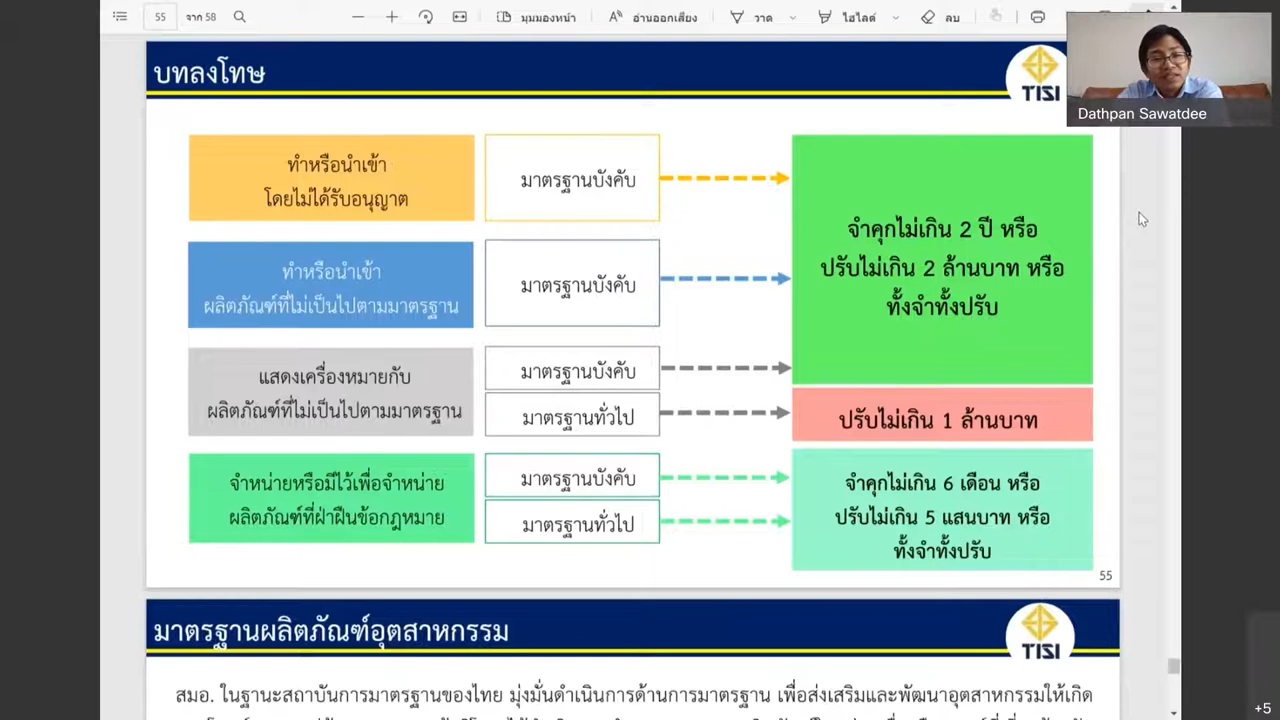 55 จาก 58 มุมมองหน้า อ่านออกเสียง วาด ไฮไลต์ ลบ
Dathpan Sawatdee
บทลงโทษ
TISI
ทำหรือนำเข้า
โดยไม่ได้รับอนุญาต
มาตรฐานบังคับ
ทำหรือนำเข้า
ผลิตภัณฑ์ที่ไม่เป็นไปตามมาตรฐาน
มาตรฐานบังคับ
จำคุกไม่เกิน 2 ปี หรือ
ปรับไม่เกิน 2 ล้านบาท หรือ
ทั้งจำทั้งปรับ
แสดงเครื่องหมายกับ
ผลิตภัณฑ์ที่ไม่เป็นไปตามมาตรฐาน
มาตรฐานบังคับ
มาตรฐานทั่วไป
ปรับไม่เกิน 1 ล้านบาท
จำหน่ายหรือมีไว้เพื่อจำหน่าย
ผลิตภัณฑ์ที่ฝ่าฝืนข้อกฎหมาย
มาตรฐานบังคับ
มาตรฐานทั่วไป
จำคุกไม่เกิน 6 เดือน หรือ
ปรับไม่เกิน 5 แสนบาท หรือ
ทั้งจำทั้งปรับ
55
มาตรฐานผลิตภัณฑ์อุตสาหกรรม
TISI
สมอ. ในฐานะสถาบันการมาตรฐานของไทย มุ่งมั่นดำเนินการด้านการมาตรฐาน เพื่อส่งเสริมและพัฒนาอุตสาหกรรมให้เกิด
+5